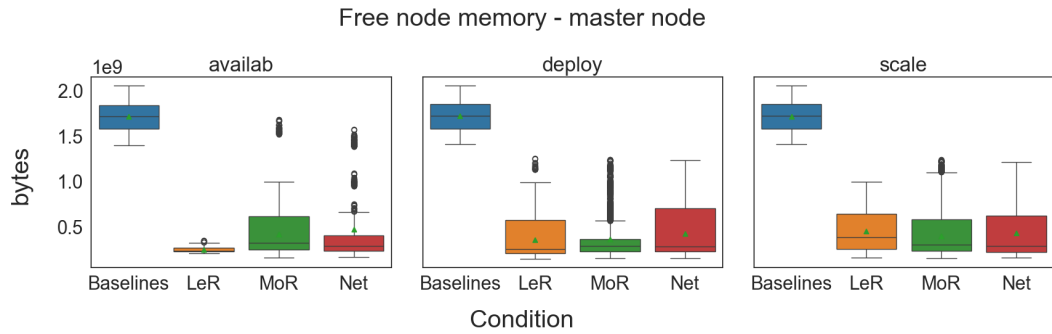 Free node memory - master node
1e9
availab
deploy
scale
2.0
1.5
1.0
0.5
bytes
Baselines LeR MoR Net
Baselines LeR MoR Net
Baselines LeR MoR Net
Condition